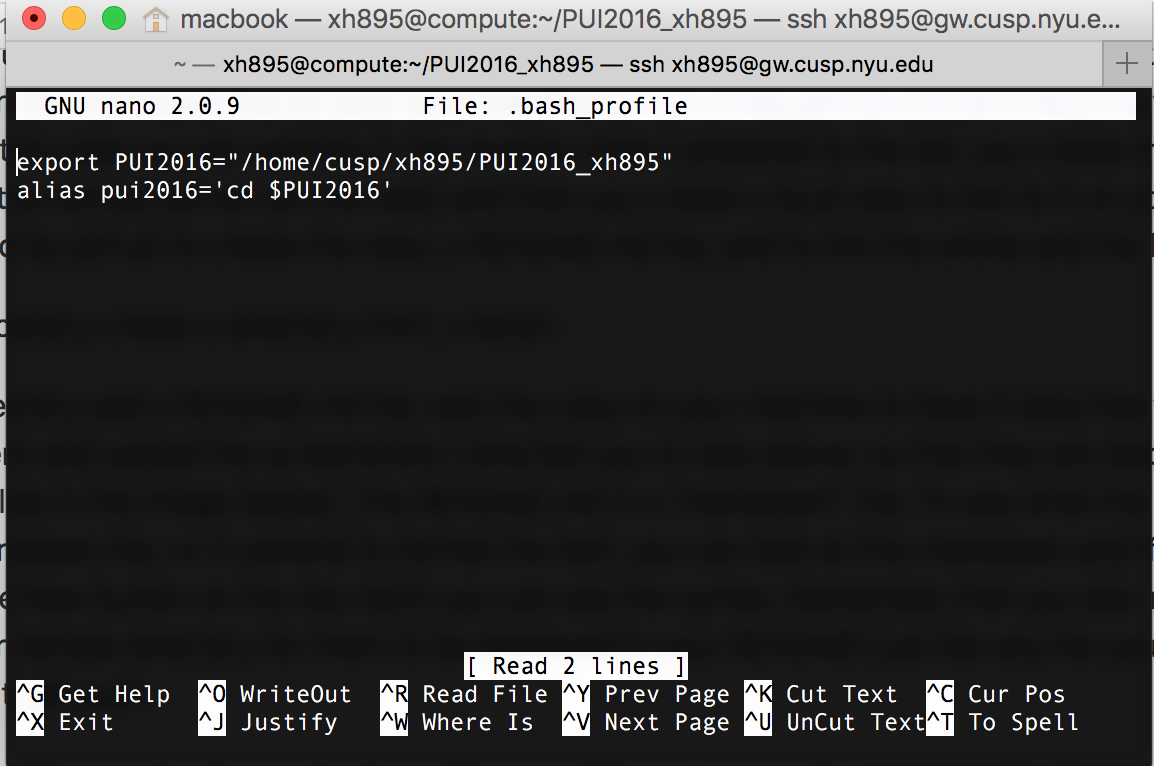 macbook — xh895@compute:~/PUI2016_xh895 — ssh xh895@gw.cusp.nyu.e...
~ — xh895@compute:~/PUI2016_xh895 — ssh xh895@gw.cusp.nyu.edu
GNU nano 2.0.9 File: .bash_profile
export PUI2016="/home/cusp/xh895/PUI2016_xh895"
alias pui2016='cd $PUI2016'
[ Read 2 lines ]
^G Get Help ^O WriteOut ^R Read File ^Y Prev Page ^K Cut Text ^C Cur Pos
^X Exit ^J Justify ^W Where Is ^V Next Page ^U UnCut Text^T To Spell